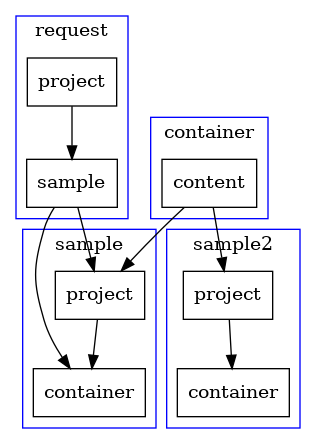 request
project
sample
container
content
sample
project
container
sample2
project
container